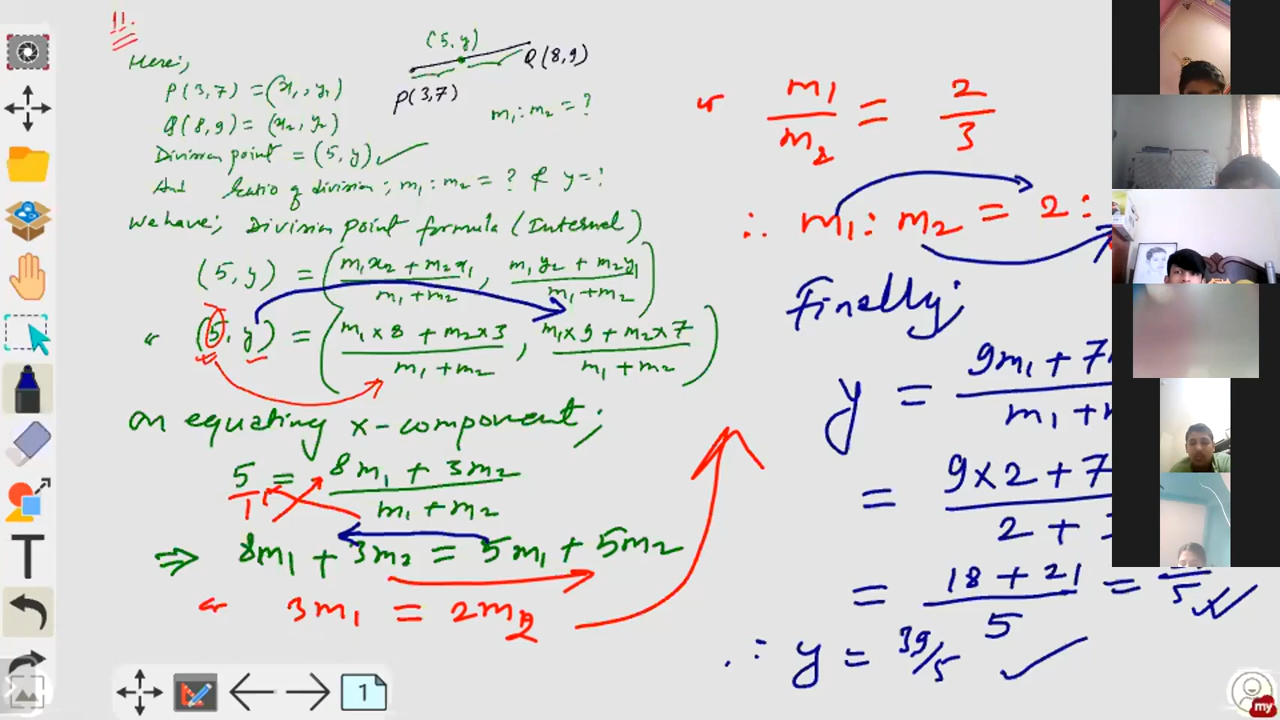 11.
Here;
P(3,7) = (x₁, y₁)
Q(8,9) = (x₂, y₂)
Division point = (5, y)
And Ratio of division; m₁ : m₂ = ? & y = ?
(5, y)
Q(8,9)
P(3,7)
m₁ : m₂ = ?
We have; Division point formula (Internal)
(5, y) = ( m₁x₂ + m₂x₁ / m₁ + m₂ , m₁y₂ + m₂y₁ / m₁ + m₂ )
or (5, y) = ( m₁ × 8 + m₂ × 3 / m₁ + m₂ , m₁ × 9 + m₂ × 7 / m₁ + m₂ )
on equating x-component;
5 / 1 = 8m₁ + 3m₂ / m₁ + m₂
⇒ 8m₁ + 3m₂ = 5m₁ + 5m₂
or 3m₁ = 2m₂
or m₁ / m₂ = 2 / 3
∴ m₁ : m₂ = 2 :
Finally;
y = 9m₁ + 7 / m₁ +
= 9 × 2 + 7 / 2 +
= 18 + 21 / 5 = / 5
∴ y = 39/5
T
1
my